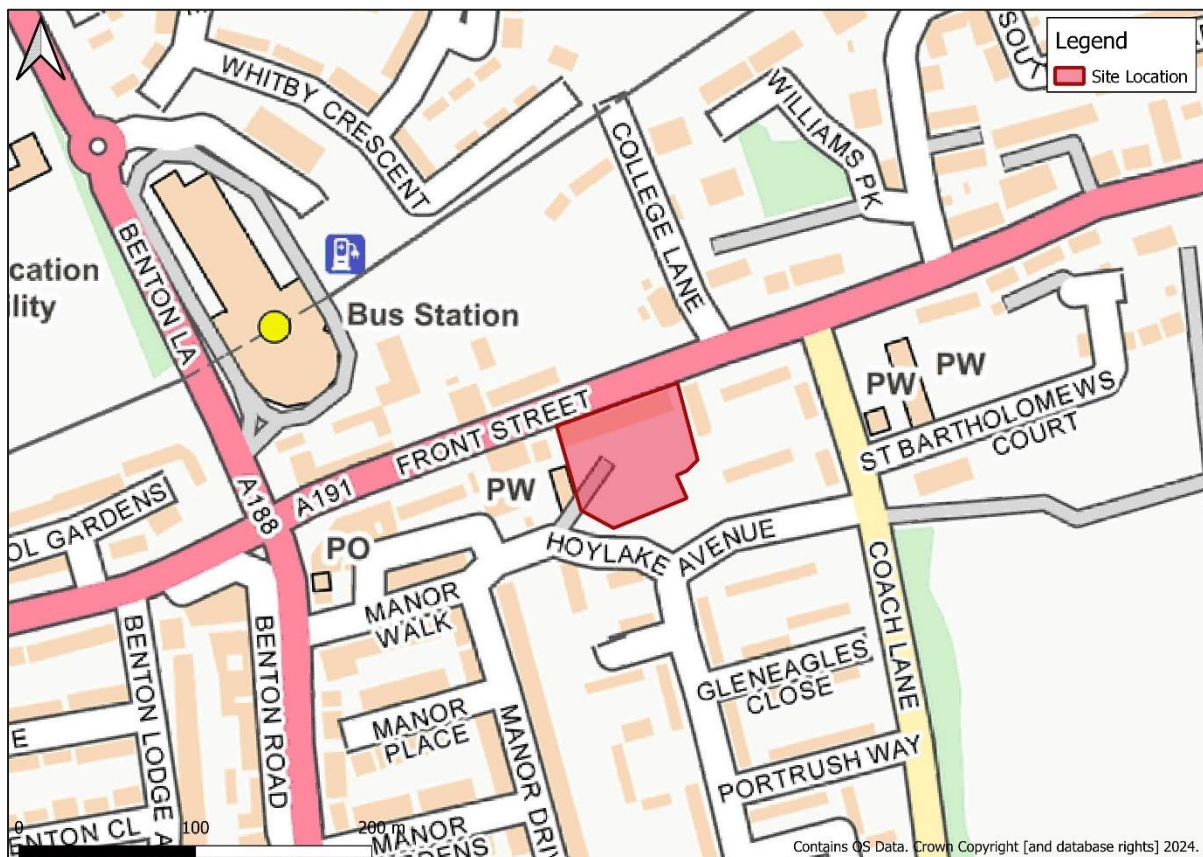 Legend
Site Location
SOUT
WHITBY CRESCENT
WILLIAMS PK
COLLEGE LANE
BENTON LA
cation
ility
Bus Station
PW
PW
ST BARTHOLOMEWS
COURT
FRONT STREET
A191
A188
PW
OL GARDENS
PO
HOYLAKE AVENUE
COACH LANE
MANOR
WALK
BENTON LODGE A
BENTON ROAD
GLENEAGLES
CLOSE
MANOR
PLACE
MANOR DRIV
E
PORTRUSH WAY
ENTON CL
MANOR
0
100
200 m
Contains OS Data. Crown Copyright [and database rights] 2024.